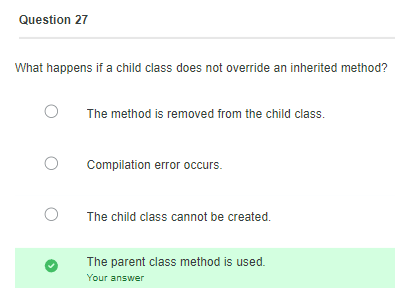 Question 27
What happens if a child class does not override an inherited method?
The method is removed from the child class.
Compilation error occurs.
The child class cannot be created.
The parent class method is used.
Your answer